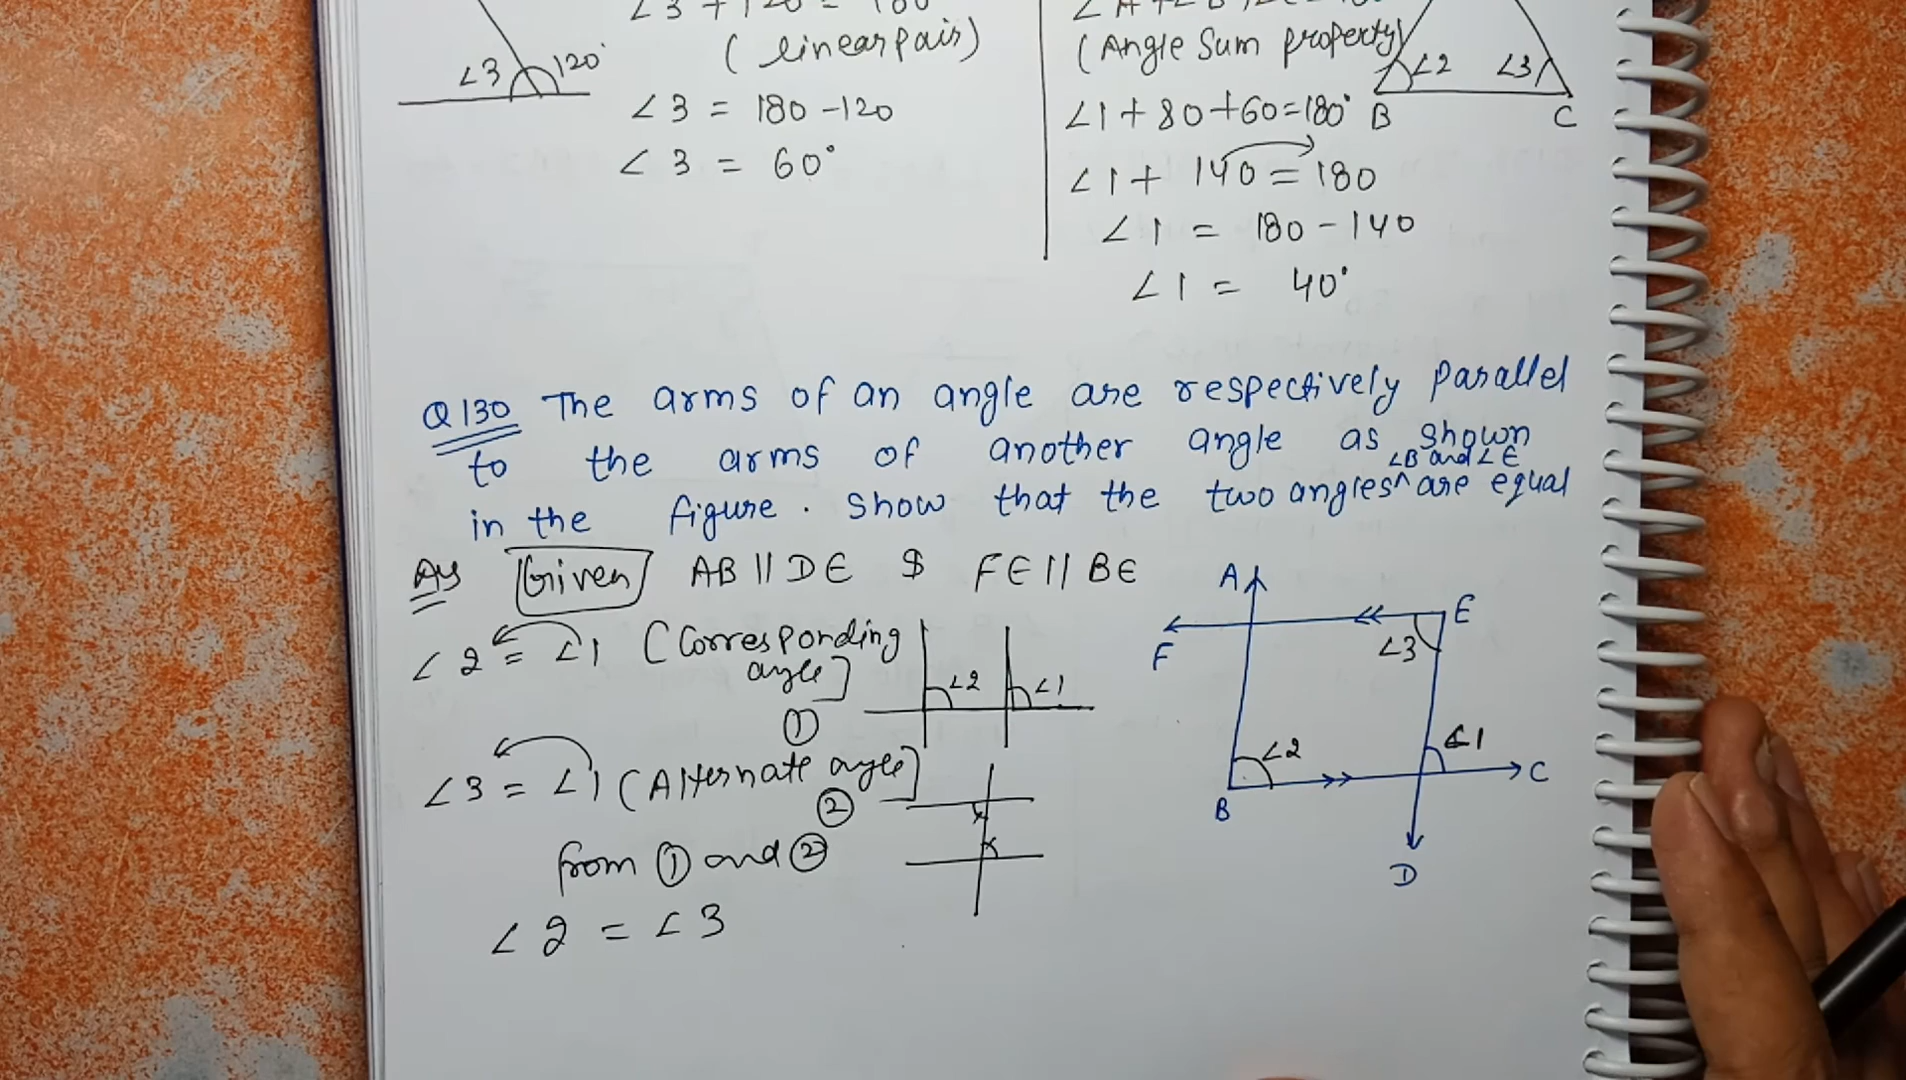 ∠3 + 120 = 180
(linear pair)
∠3 120°
∠3 = 180 - 120
∠3 = 60°
(Angle Sum property)
∠1 + 80 + 60 = 180°
∠1 + 140 = 180
∠1 = 180 - 140
∠1 = 40°
∠2 ∠3
B C
Q130 The arms of an angle are respectively parallel
to the arms of another angle as shown
∠B and ∠E
in the figure. Show that the two angles ^ are equal
Given AB || DE $ FE || BE
∠2 = ∠1 [Corresponding
angle]
①
∠2 ∠1
∠3 = ∠1 (Alternate angle]
②
from ① and ②
∠2 = ∠3
A
E
F
∠3
∠2
∠1
B
C
D